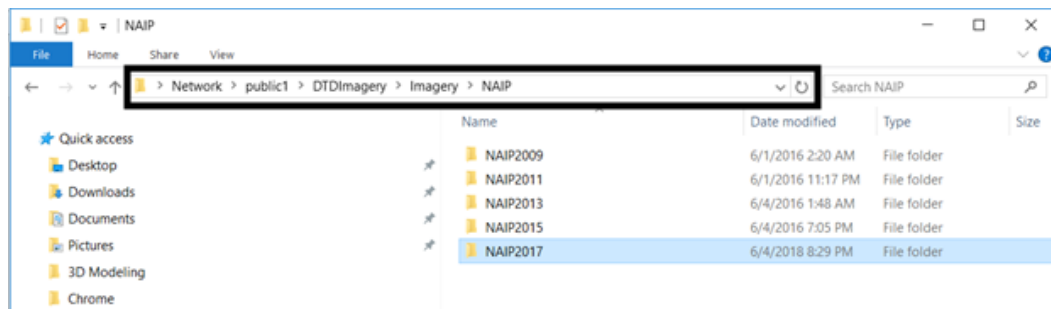 NAIP
File Home Share View
Network > public1 > DTDImagery > Imagery > NAIP
Search NAIP
Name Date modified Type Size
Quick access
Desktop
Downloads
Documents
Pictures
3D Modeling
Chrome
NAIP2009 6/1/2016 2:20 AM File folder
NAIP2011 6/1/2016 11:17 PM File folder
NAIP2013 6/4/2016 1:48 AM File folder
NAIP2015 6/4/2016 7:05 PM File folder
NAIP2017 6/4/2018 8:29 PM File folder